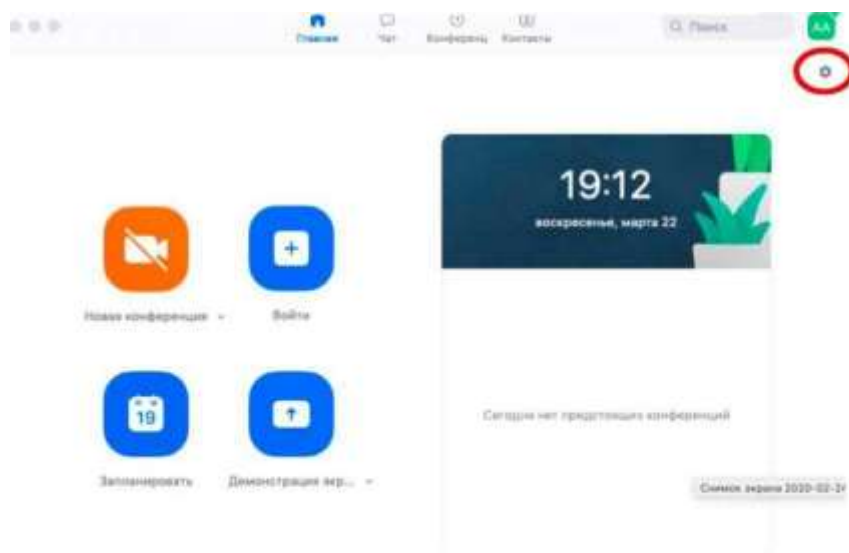 Главная
Чат
Конференц
Контакты
Поиск
AA
19:12
воскресенье, марта 22
Новая конференция
Войти
19
Запланировать
Демонстрация экр...
Сегодня нет предстоящих конференций
Снимок экрана 2020-02-2